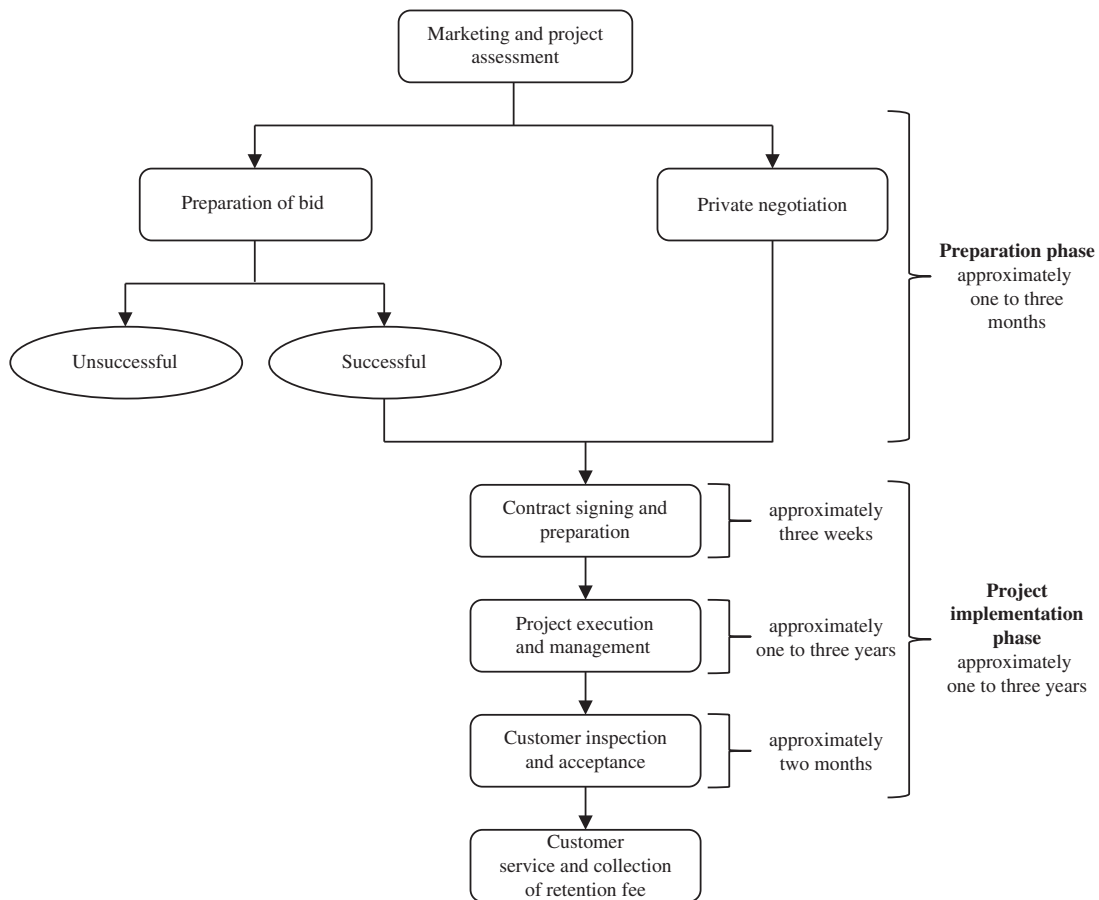 Marketing and project
assessment
Preparation of bid
Private negotiation
Preparation phase
approximately
one to three
months
Unsuccessful
Successful
Contract signing and
preparation
approximately
three weeks
Project execution
and management
approximately
one to three years
Project
implementation
phase
approximately
one to three years
Customer inspection
and acceptance
approximately
two months
Customer
service and collection
of retention fee